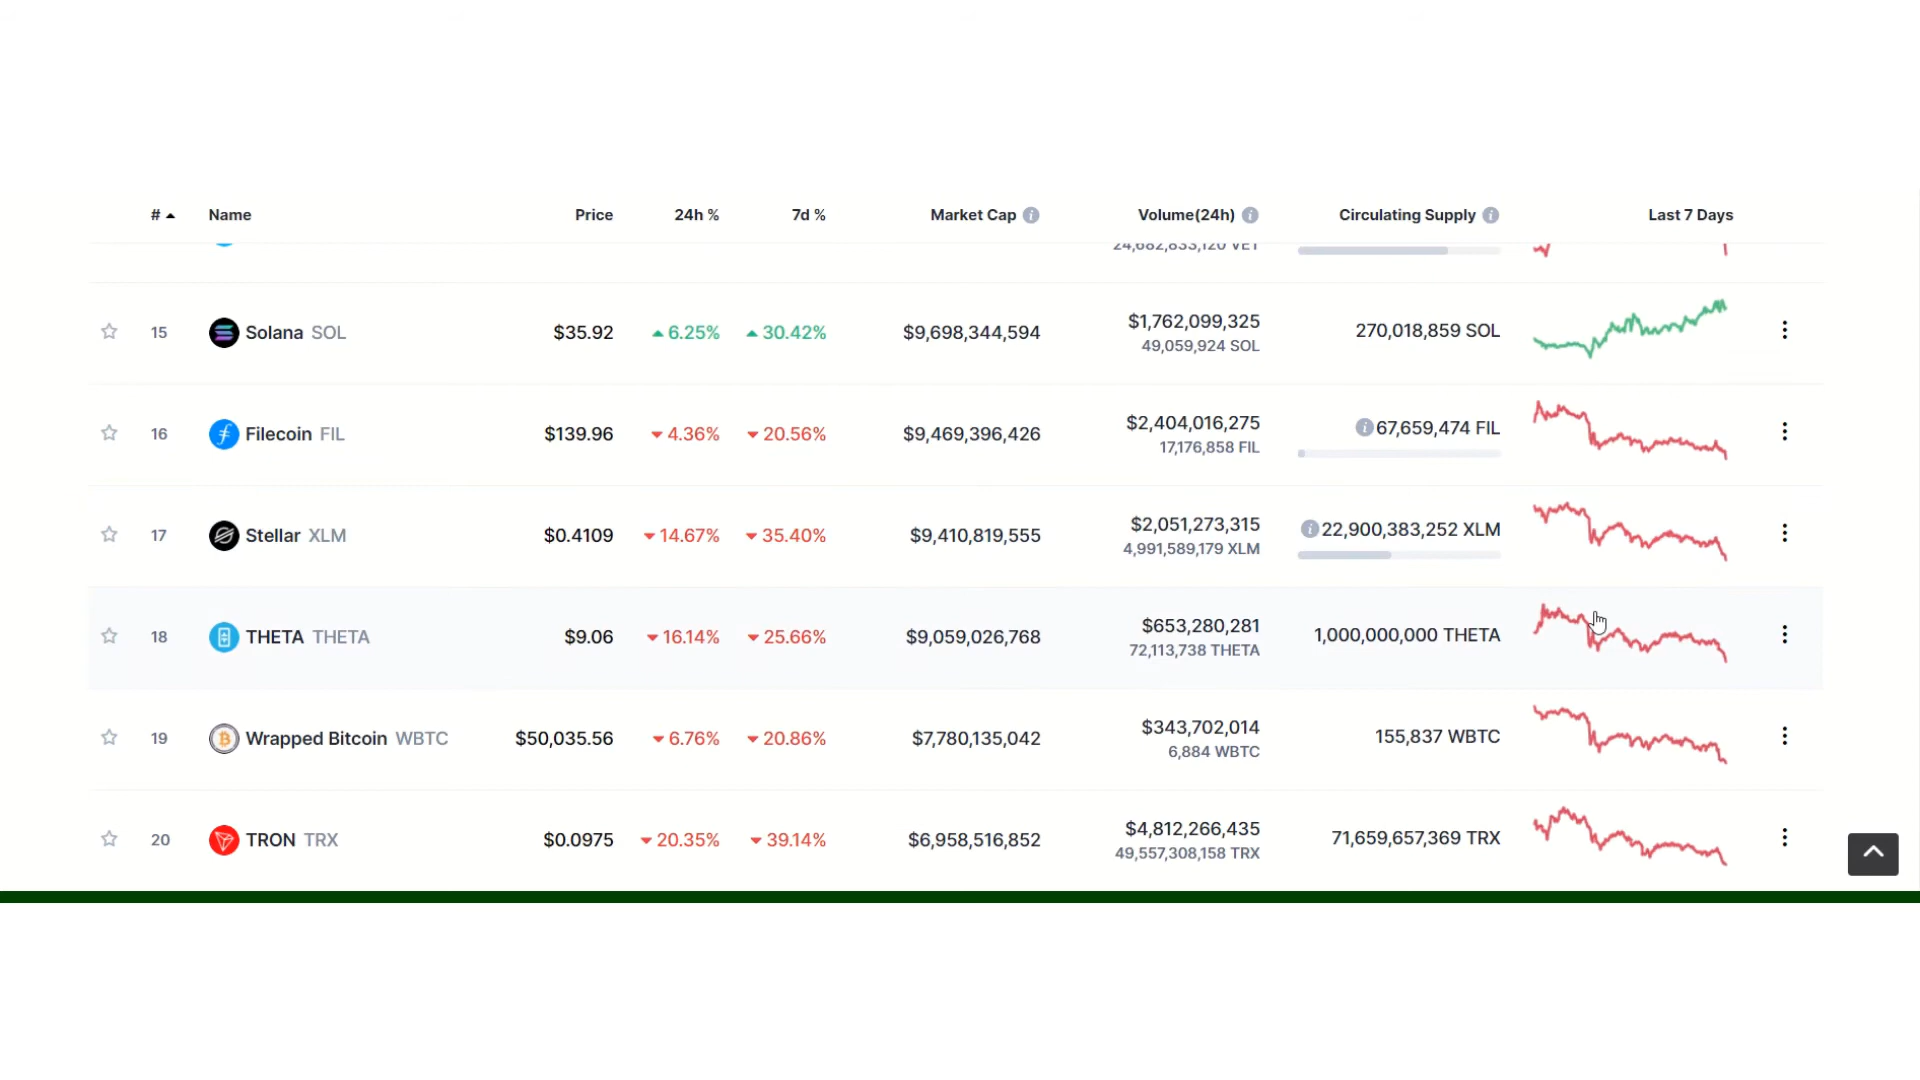 # Name Price 24h % 7d % Market Cap Volume(24h) Circulating Supply Last 7 Days
24,682,833,120 VET
15 Solana SOL $35.92 6.25% 30.42% $9,698,344,594 $1,762,099,325 270,018,859 SOL
49,059,924 SOL
16 Filecoin FIL $139.96 4.36% 20.56% $9,469,396,426 $2,404,016,275 67,659,474 FIL
17,176,858 FIL
17 Stellar XLM $0.4109 14.67% 35.40% $9,410,819,555 $2,051,273,315 22,900,383,252 XLM
4,991,589,179 XLM
18 THETA THETA $9.06 16.14% 25.66% $9,059,026,768 $653,280,281 1,000,000,000 THETA
72,113,738 THETA
19 Wrapped Bitcoin WBTC $50,035.56 6.76% 20.86% $7,780,135,042 $343,702,014 155,837 WBTC
6,884 WBTC
20 TRON TRX $0.0975 20.35% 39.14% $6,958,516,852 $4,812,266,435 71,659,657,369 TRX
49,557,308,158 TRX